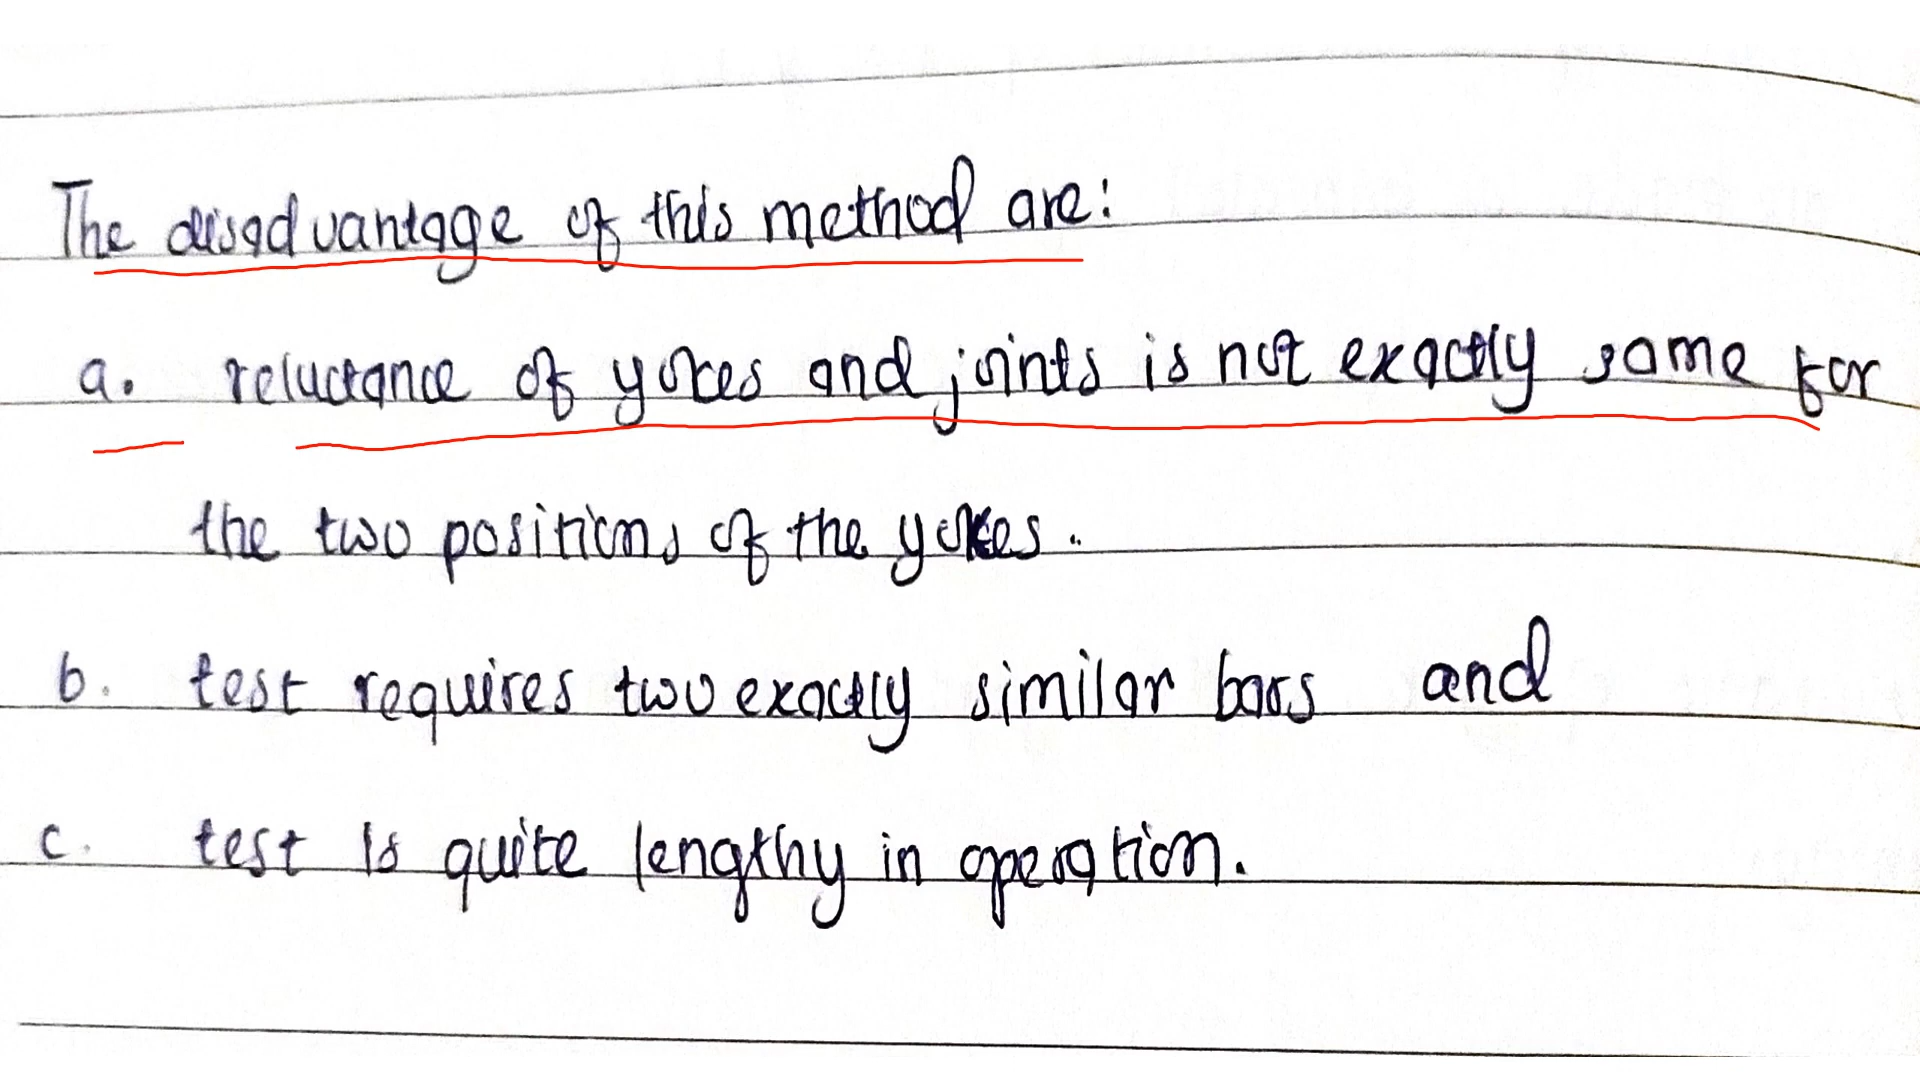 The disadvantage of this method are:
a. reluctance of yokes and joints is not exactly same for
the two positions of the yokes.
b. test requires two exactly similar bars and
c. test is quite lengthy in operation.